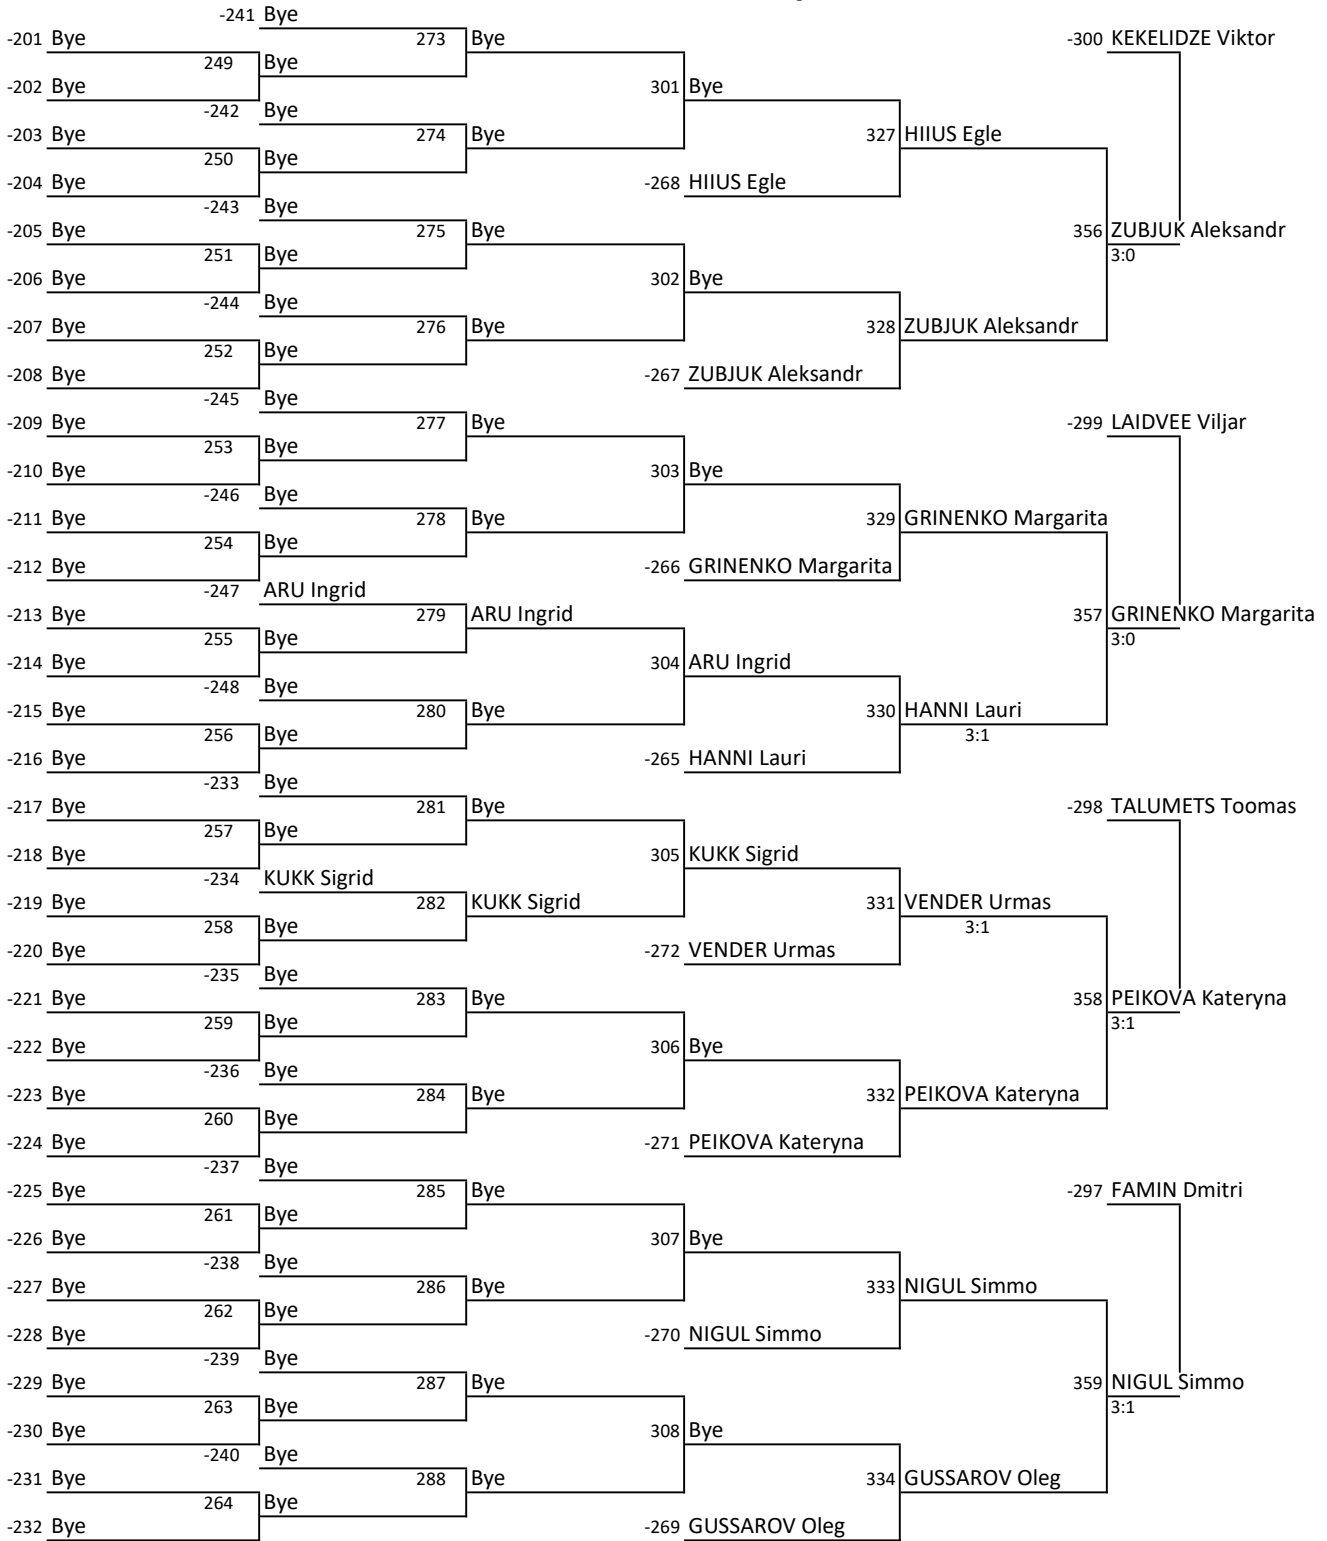 -241 Bye
-201 Bye 273 Bye -300 KEKELIDZE Viktor
249 Bye
-202 Bye 301 Bye
-242 Bye
-203 Bye 274 Bye 327 HIIUS Egle
250 Bye
-204 Bye -268 HIIUS Egle
-243 Bye
-205 Bye 275 Bye 356 ZUBJUK Aleksandr
251 Bye 3:0
-206 Bye 302 Bye
-244 Bye
-207 Bye 276 Bye 328 ZUBJUK Aleksandr
252 Bye
-208 Bye -267 ZUBJUK Aleksandr
-245 Bye
-209 Bye 277 Bye -299 LAIDVEE Viljar
253 Bye
-210 Bye 303 Bye
-246 Bye
-211 Bye 278 Bye 329 GRINENKO Margarita
254 Bye
-212 Bye -266 GRINENKO Margarita
-247 ARU Ingrid
-213 Bye 279 ARU Ingrid 357 GRINENKO Margarita
255 Bye 3:0
-214 Bye 304 ARU Ingrid
-248 Bye
-215 Bye 280 Bye 330 HANNI Lauri
256 Bye 3:1
-216 Bye -265 HANNI Lauri
-233 Bye
-217 Bye 281 Bye -298 TALUMETS Toomas
257 Bye
-218 Bye 305 KUKK Sigrid
-234 KUKK Sigrid
-219 Bye 282 KUKK Sigrid 331 VENDER Urmas
258 Bye 3:1
-220 Bye -272 VENDER Urmas
-235 Bye
-221 Bye 283 Bye 358 PEIKOVA Kateryna
259 Bye 3:1
-222 Bye 306 Bye
-236 Bye
-223 Bye 284 Bye 332 PEIKOVA Kateryna
260 Bye
-224 Bye -271 PEIKOVA Kateryna
-237 Bye
-225 Bye 285 Bye -297 FAMIN Dmitri
261 Bye
-226 Bye 307 Bye
-238 Bye
-227 Bye 286 Bye 333 NIGUL Simmo
262 Bye
-228 Bye -270 NIGUL Simmo
-239 Bye
-229 Bye 287 Bye 359 NIGUL Simmo
263 Bye 3:1
-230 Bye 308 Bye
-240 Bye
-231 Bye 288 Bye 334 GUSSAROV Oleg
264 Bye
-232 Bye -269 GUSSAROV Oleg